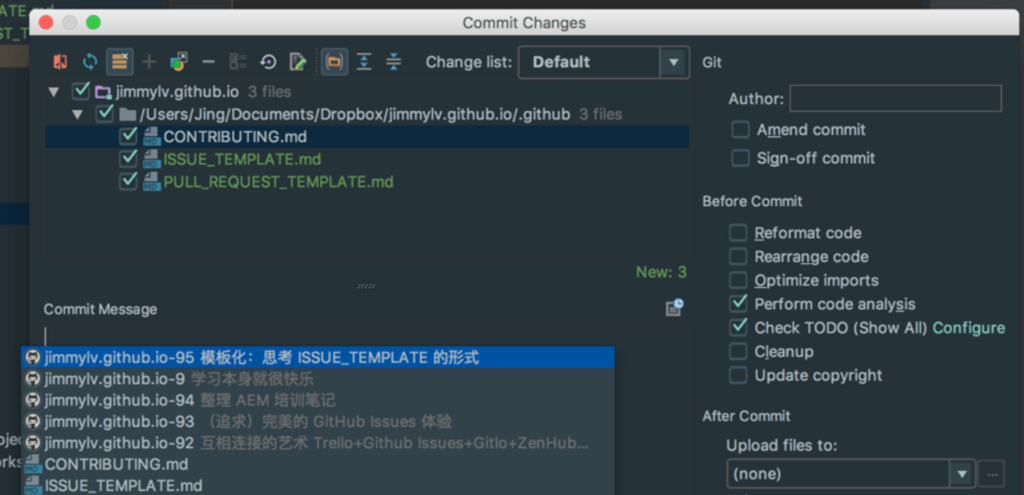 ATE.md
ST_T
Commit Changes
Change list: Default
Git
jimmylv.github.io 3 files
/Users/Jing/Documents/Dropbox/jimmylv.github.io/.github 3 files
CONTRIBUTING.md
ISSUE_TEMPLATE.md
PULL_REQUEST_TEMPLATE.md
New: 3
Author:
Amend commit
Sign-off commit
Before Commit
Reformat code
Rearrange code
Optimize imports
Perform code analysis
Check TODO (Show All) Configure
Cleanup
Update copyright
After Commit
Upload files to:
(none)
...
Commit Message
jimmylv.github.io-95 模板化：思考 ISSUE_TEMPLATE 的形式
jimmylv.github.io-9 学习本身就很快乐
jimmylv.github.io-94 整理 AEM 培训笔记
jimmylv.github.io-93 （追求）完美的 GitHub Issues 体验
jimmylv.github.io-92 互相连接的艺术 Trello+Github Issues+Gitlo+ZenHub...
CONTRIBUTING.md
ISSUE_TEMPLATE.md
ojec
orks